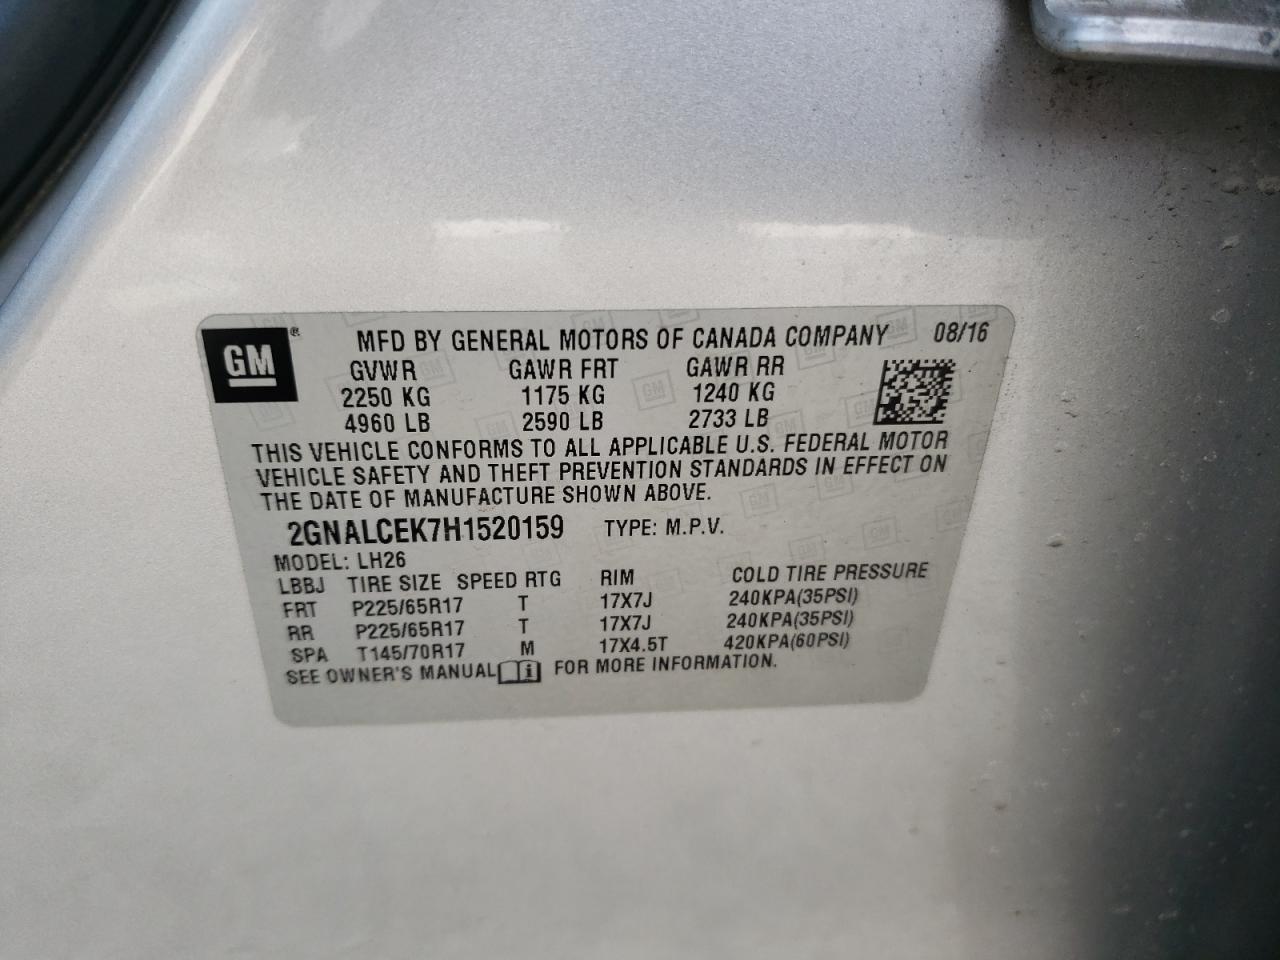 GM ® MFD BY GENERAL MOTORS OF CANADA COMPANY 08/16
GVWR GAWR FRT GAWR RR
2250 KG 1175 KG 1240 KG
4960 LB 2590 LB 2733 LB
THIS VEHICLE CONFORMS TO ALL APPLICABLE U.S. FEDERAL MOTOR
VEHICLE SAFETY AND THEFT PREVENTION STANDARDS IN EFFECT ON
THE DATE OF MANUFACTURE SHOWN ABOVE.
2GNALCEK7H1520159 TYPE: M.P.V.
MODEL: LH26
LBBJ TIRE SIZE SPEED RTG RIM COLD TIRE PRESSURE
FRT P225/65R17 T 17X7J 240KPA(35PSI)
RR P225/65R17 T 17X7J 240KPA(35PSI)
SPA T145/70R17 M 17X4.5T 420KPA(60PSI)
SEE OWNER'S MANUAL i FOR MORE INFORMATION.